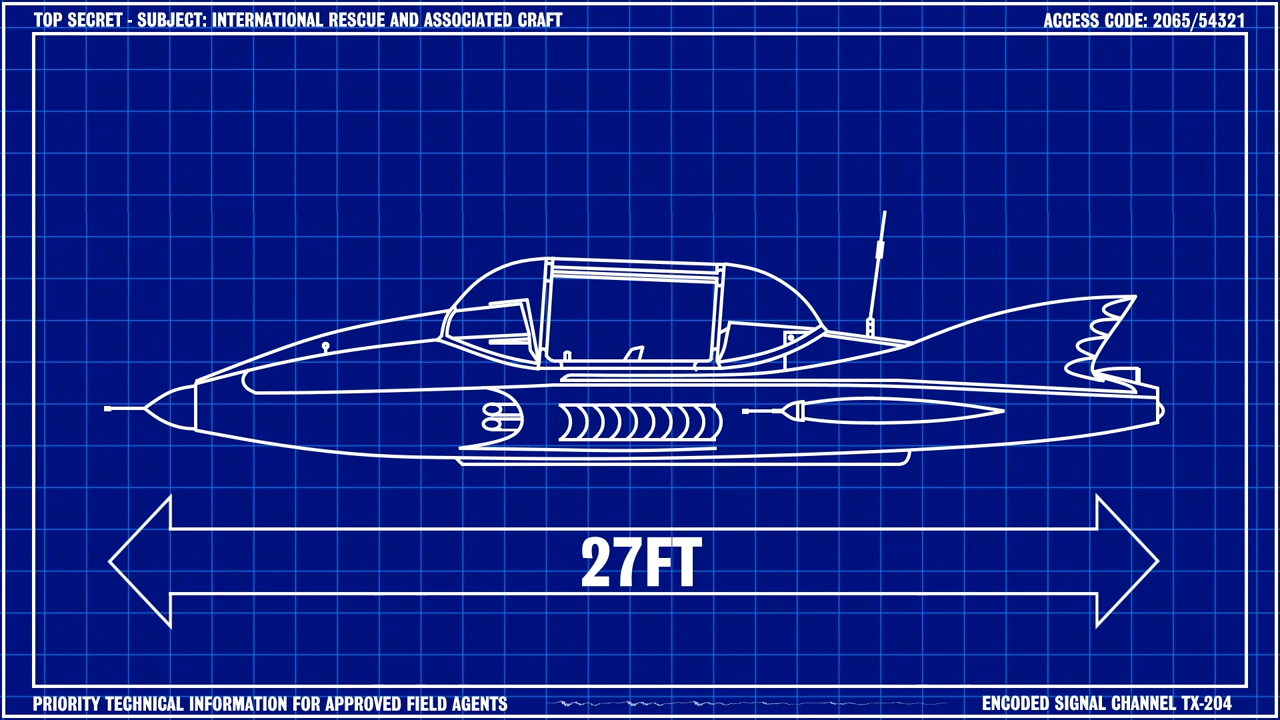 TOP SECRET - SUBJECT: INTERNATIONAL RESCUE AND ASSOCIATED CRAFT
ACCESS CODE: 2065/54321
27FT
PRIORITY TECHNICAL INFORMATION FOR APPROVED FIELD AGENTS
ENCODED SIGNAL CHANNEL TX-204